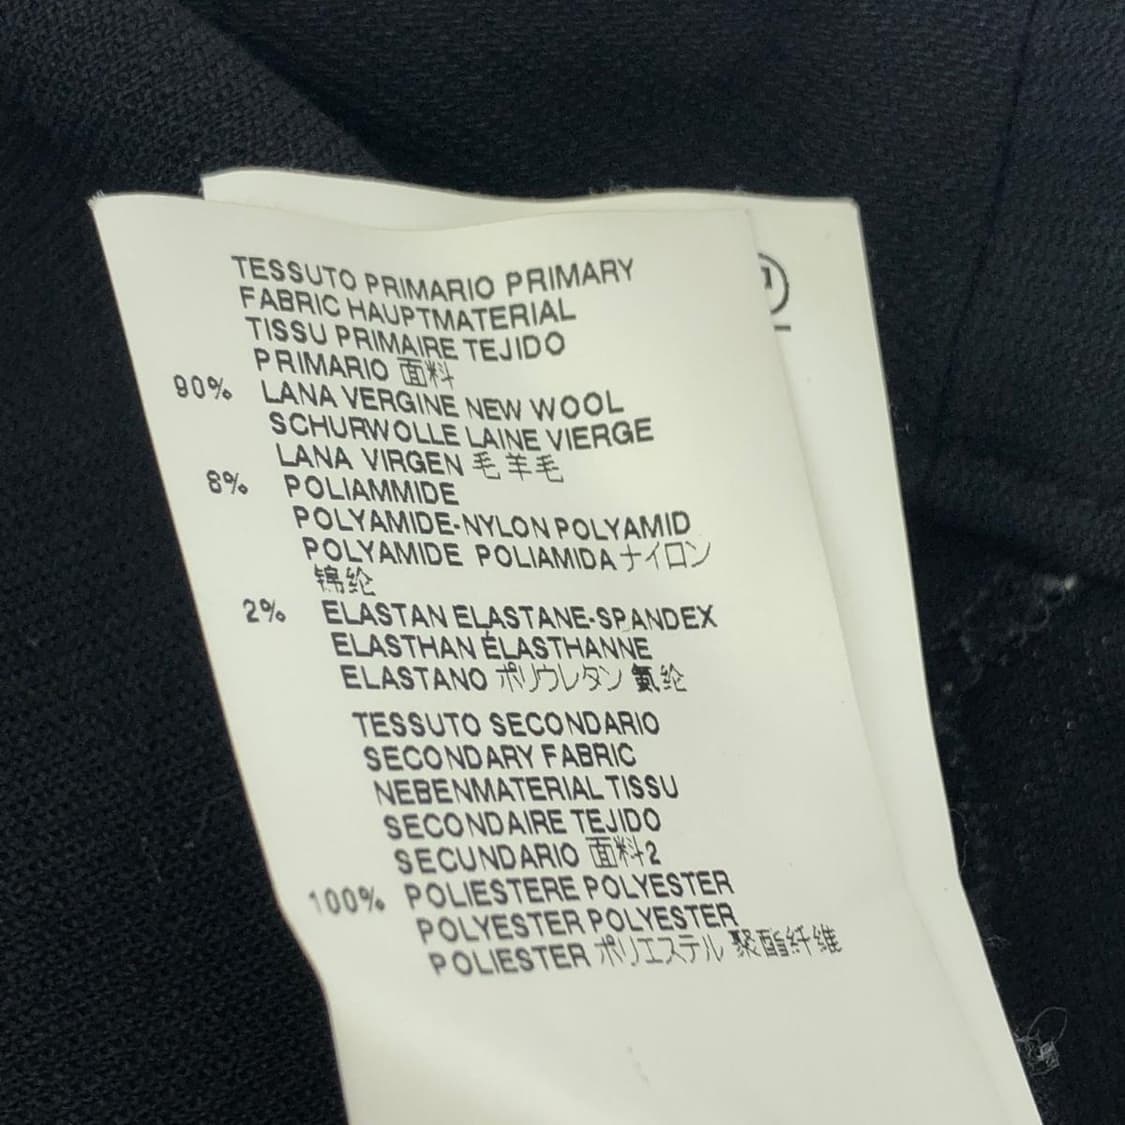 TESSUTO PRIMARIO PRIMARY
FABRIC HAUPTMATERIAL
TISSU PRIMAIRE TEJIDO
PRIMARIO 面料
90% LANA VERGINE NEW WOOL
SCHURWOLLE LAINE VIERGE
LANA VIRGEN 毛 羊毛
8% POLIAMMIDE
POLYAMIDE-NYLON POLYAMID
POLYAMIDE POLIAMIDA ナイロン
锦纶
2% ELASTAN ELASTANE-SPANDEX
ELASTHAN ÉLASTHANNE
ELASTANO ポリウレタン 氨纶
TESSUTO SECONDARIO
SECONDARY FABRIC
NEBENMATERIAL TISSU
SECONDAIRE TEJIDO
SECUNDARIO 面料2
100% POLIESTERE POLYESTER
POLYESTER POLYESTER
POLIESTER ポリエステル 聚酯纤维